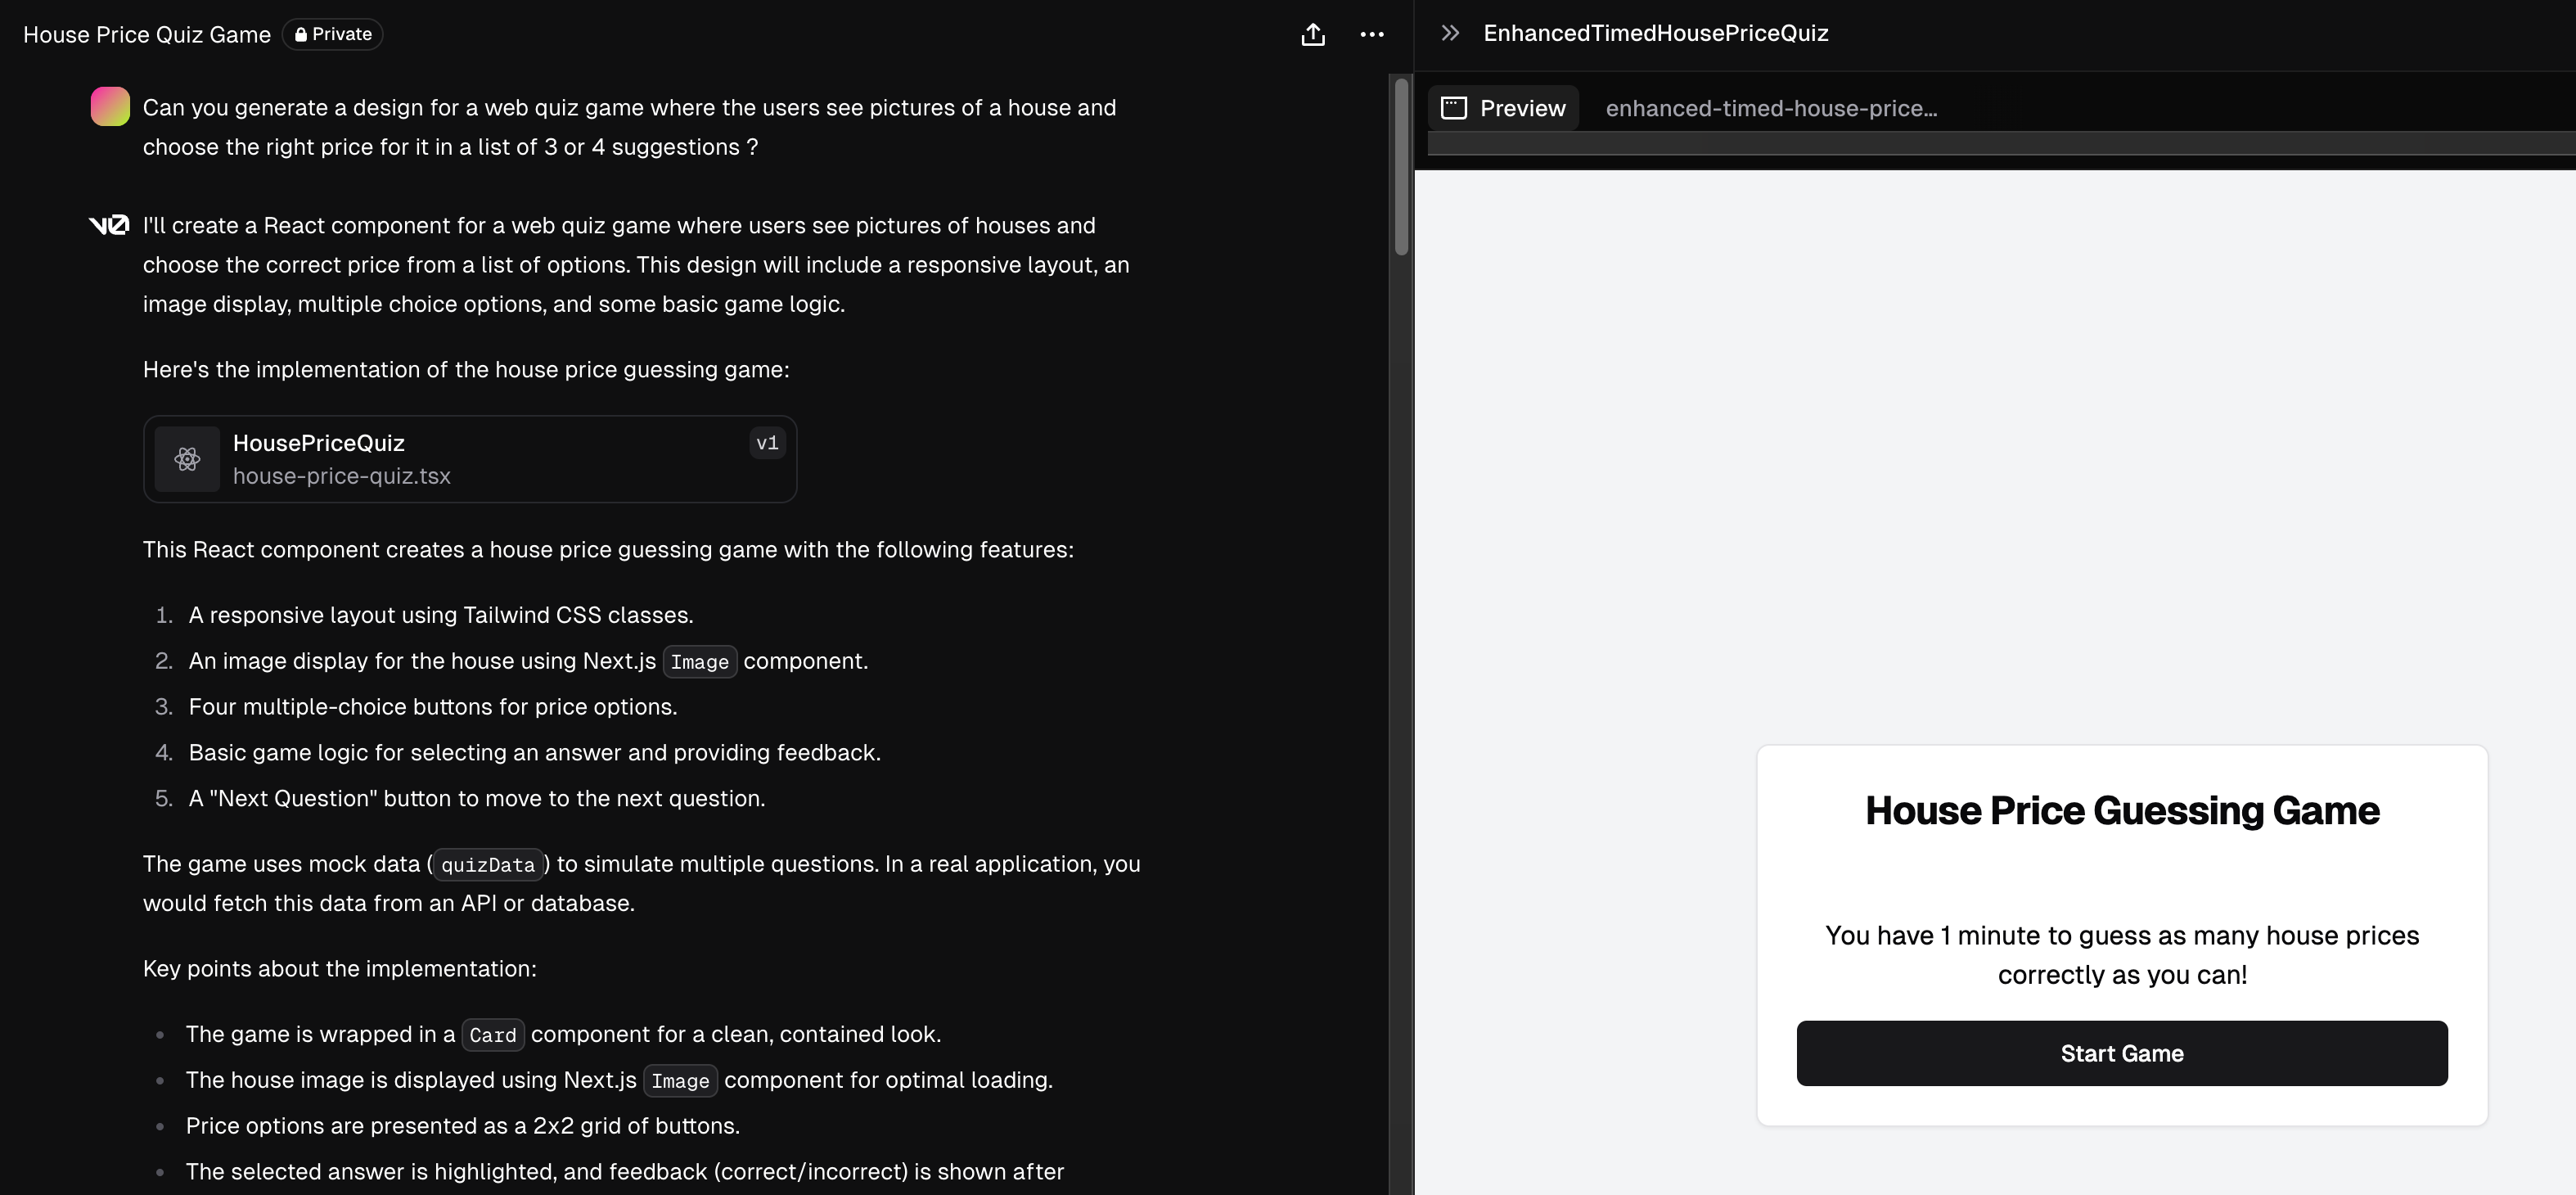 House Price Quiz Game Private
Can you generate a design for a web quiz game where the users see pictures of a house and
choose the right price for it in a list of 3 or 4 suggestions ?
v0
I'll create a React component for a web quiz game where users see pictures of houses and
choose the correct price from a list of options. This design will include a responsive layout, an
image display, multiple choice options, and some basic game logic.
Here's the implementation of the house price guessing game:
HousePriceQuiz v1
house-price-quiz.tsx
This React component creates a house price guessing game with the following features:
1. A responsive layout using Tailwind CSS classes.
2. An image display for the house using Next.js Image component.
3. Four multiple-choice buttons for price options.
4. Basic game logic for selecting an answer and providing feedback.
5. A "Next Question" button to move to the next question.
The game uses mock data (quizData) to simulate multiple questions. In a real application, you
would fetch this data from an API or database.
Key points about the implementation:
• The game is wrapped in a Card component for a clean, contained look.
• The house image is displayed using Next.js Image component for optimal loading.
• Price options are presented as a 2x2 grid of buttons.
• The selected answer is highlighted, and feedback (correct/incorrect) is shown after
EnhancedTimedHousePriceQuiz
Preview enhanced-timed-house-price...
House Price Guessing Game
You have 1 minute to guess as many house prices
correctly as you can!
Start Game